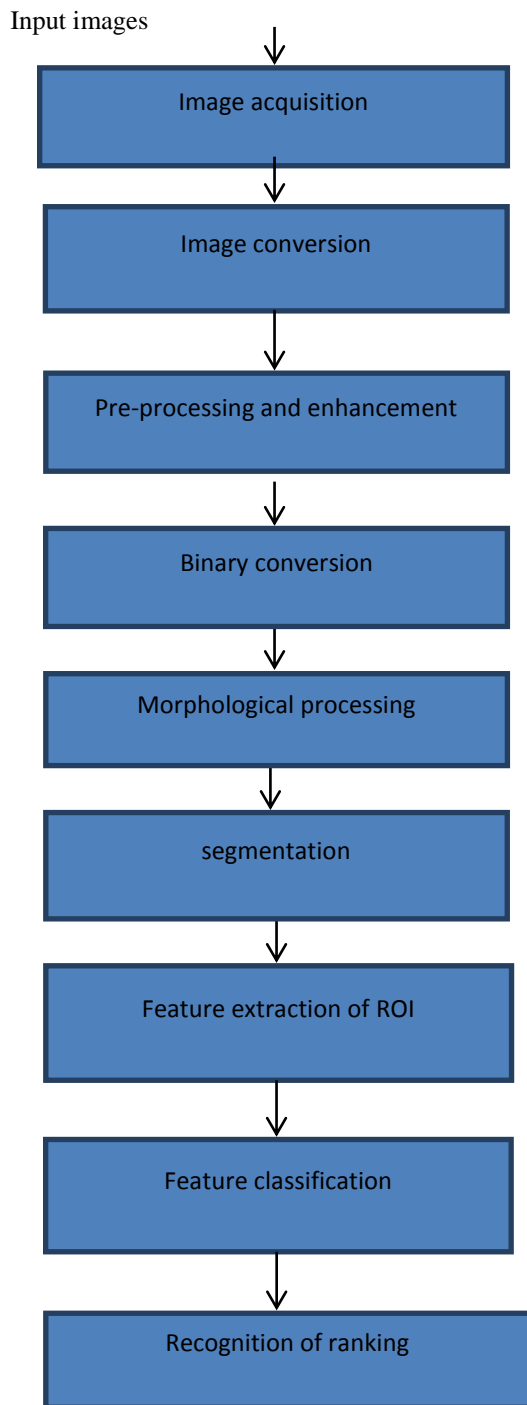 Input images
Image acquisition
Image conversion
Pre-processing and enhancement
Binary conversion
Morphological processing
segmentation
Feature extraction of ROI
Feature classification
Recognition of ranking